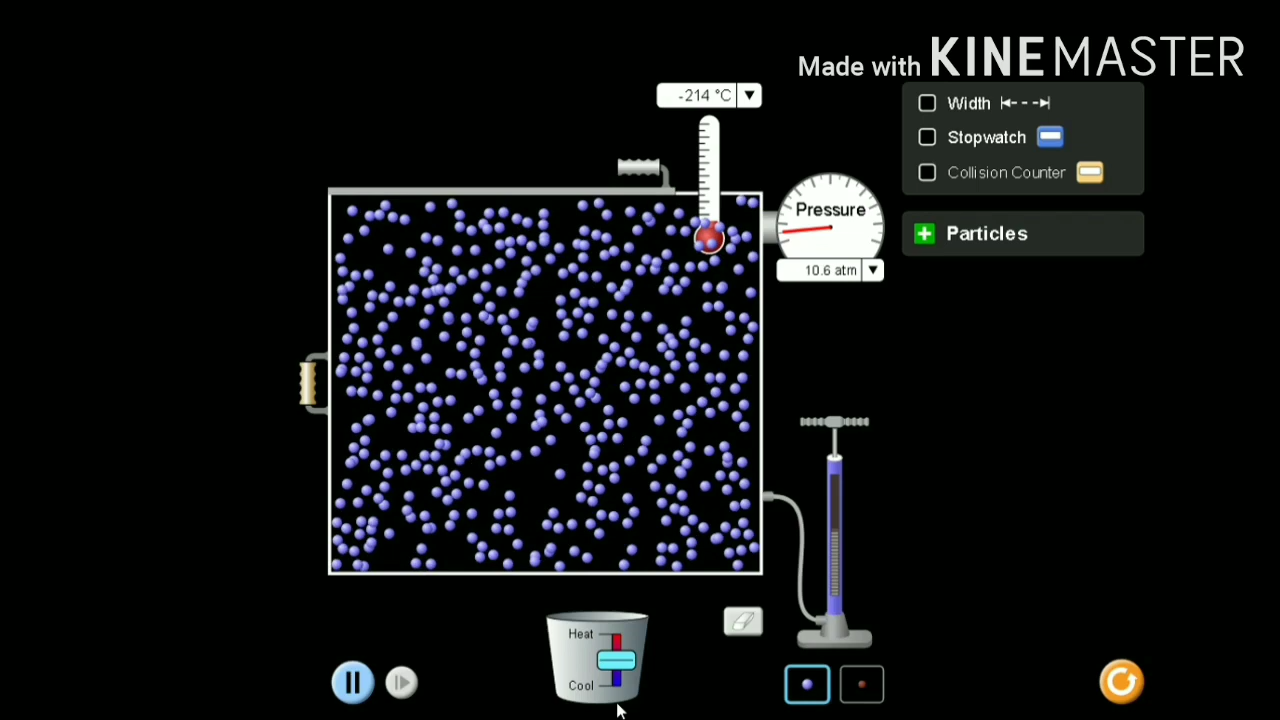 Made with KINEMASTER
-214 °C
Width
Stopwatch
Collision Counter
Pressure
Particles
10.6 atm
Heat
Cool